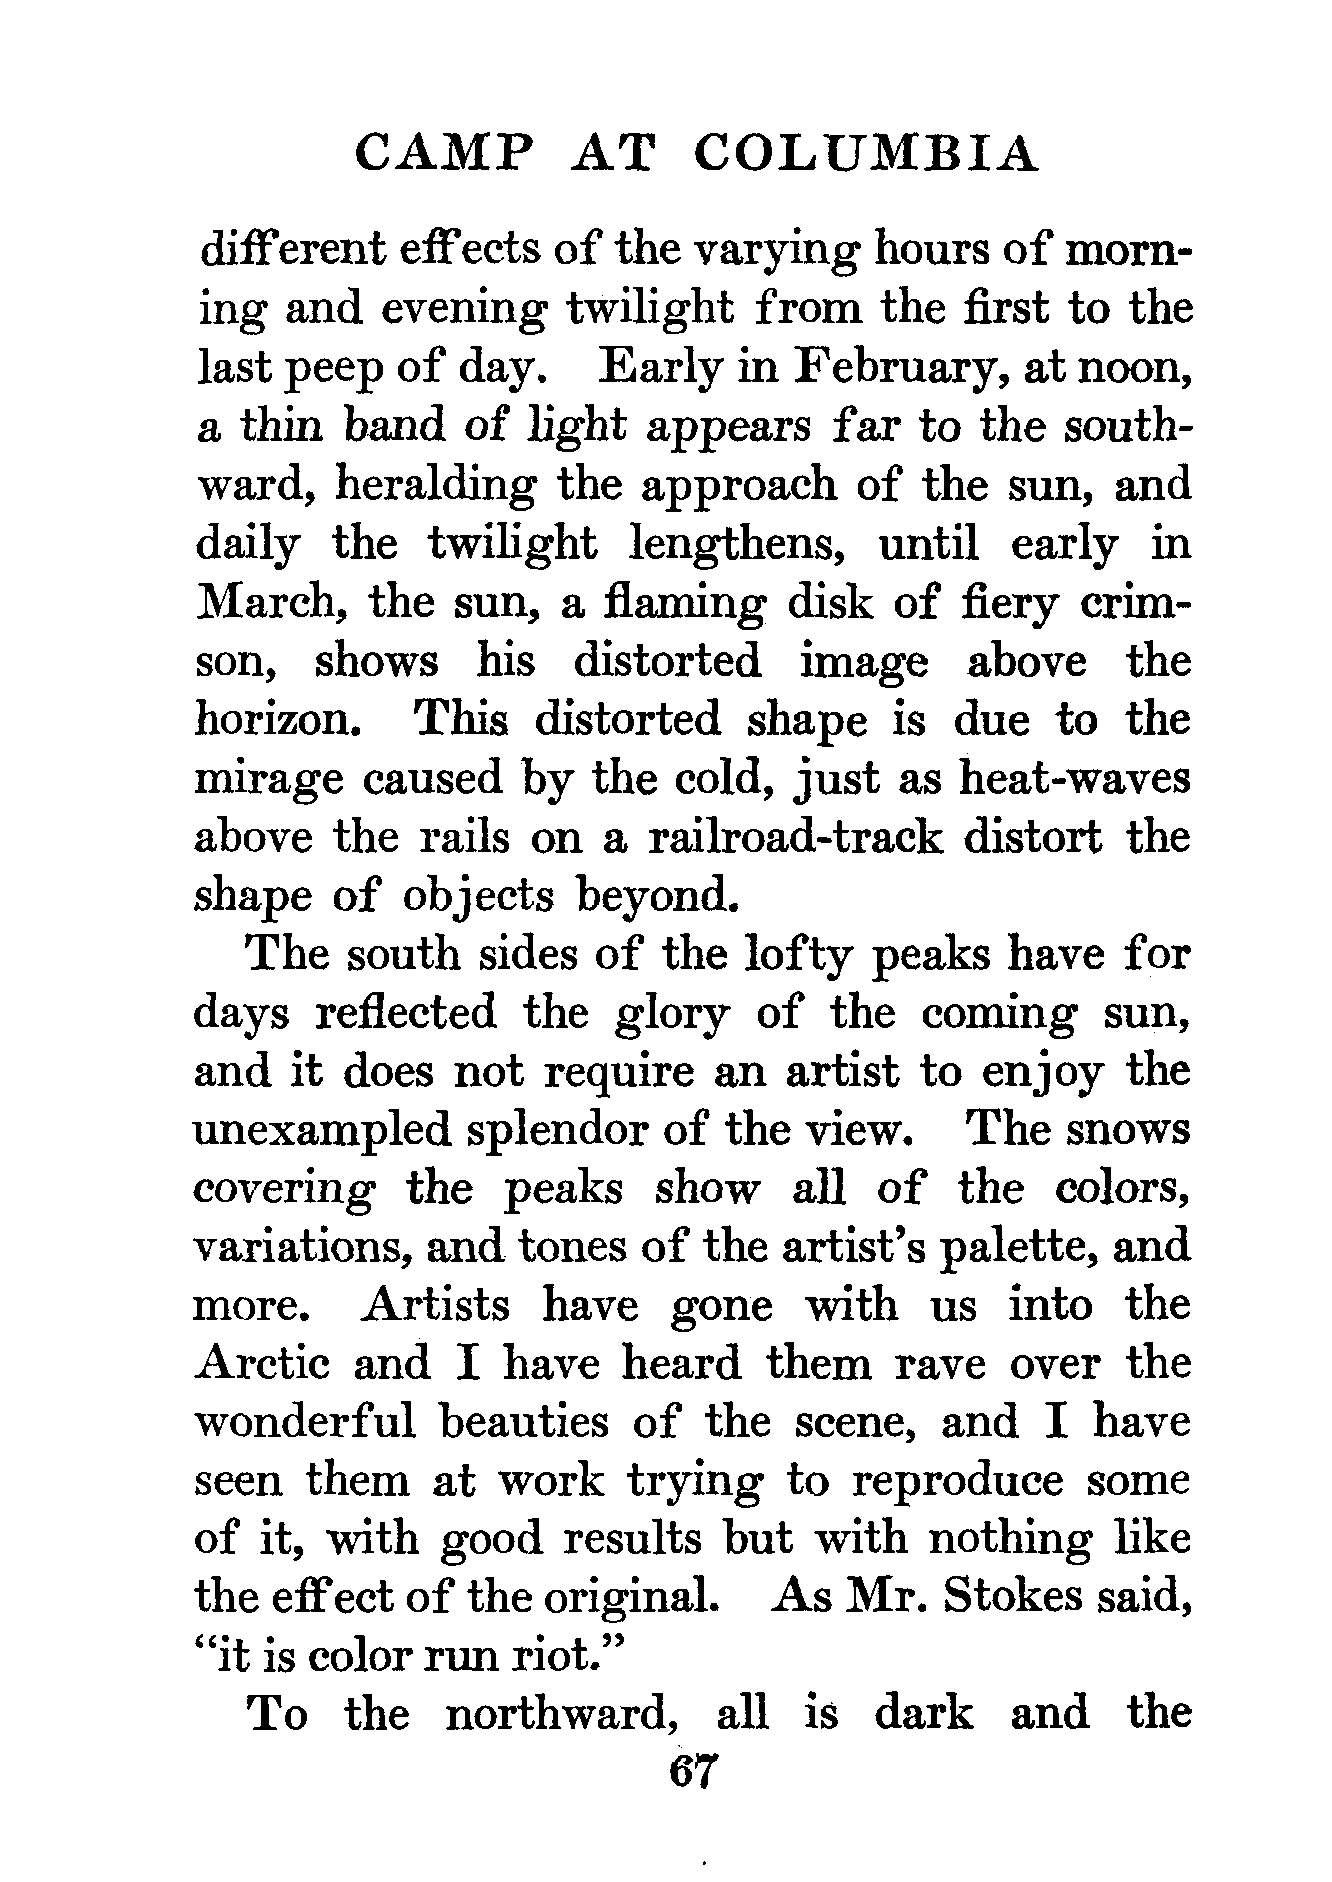 CAMP AT COLUMBIA
different effects of the varying hours of morn-
ing and evening twilight from the first to the
last peep of day. Early in February, at noon,
a thin band of light appears far to the south-
ward, heralding the approach of the sun, and
daily the twilight lengthens, until early in
March, the sun, a flaming disk of fiery crim-
son, shows his distorted image above the
horizon. This distorted shape is due to the
mirage caused by the cold, just as heat-waves
above the rails on a railroad-track distort the
shape of objects beyond.
The south sides of the lofty peaks have for
days reflected the glory of the coming sun,
and it does not require an artist to enjoy the
unexampled splendor of the view. The snows
covering the peaks show all of the colors,
variations, and tones of the artist's palette, and
more. Artists have gone with us into the
Arctic and I have heard them rave over the
wonderful beauties of the scene, and I have
seen them at work trying to reproduce some
of it, with good results but with nothing like
the effect of the original. As Mr. Stokes said,
"it is color run riot."
To the northward, all is dark and the
67